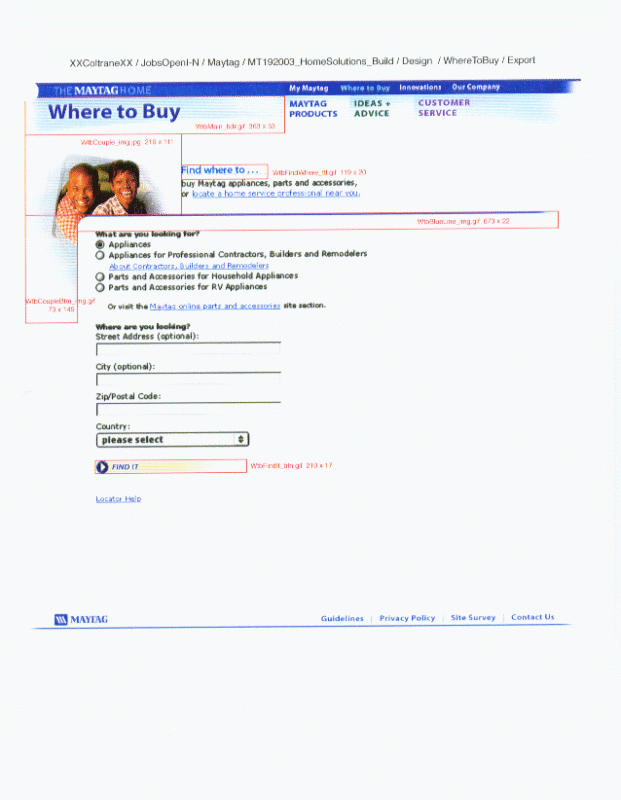 XXColtraneXX / JobsOpenI-N / Maytag / MT192003_HomeSolutions_Build / Design / WhereToBuy / Export
THE MAYTAG HOME
My Maytag Where to Buy Innovations Our Company
Where to Buy
MAYTAG PRODUCTS
IDEAS + ADVICE
CUSTOMER SERVICE
WtbMain_hdr.gif
WtbCouple_img.jpg
Find where to . . .
WtbFindWhere_ttl.gif 119 x 20
buy Maytag appliances, parts and accessories,
or locate a home service professional near you.
WtbBlueLine_img.gif 673 x 22
What are you looking for?
Appliances
Appliances for Professional Contractors, Builders and Remodelers
About Contractors, Builders and Remodelers
Parts and Accessories for Household Appliances
Parts and Accessories for RV Appliances
WtbCoupleBtm_img.gif
73 x 145
Or visit the Maytag online parts and accessories site section.
Where are you looking?
Street Address (optional):
City (optional):
Zip/Postal Code:
Country:
please select
FIND IT
WtbFindIt_btn.gif 210 x 17
Locator Help
MAYTAG
Guidelines | Privacy Policy | Site Survey | Contact Us